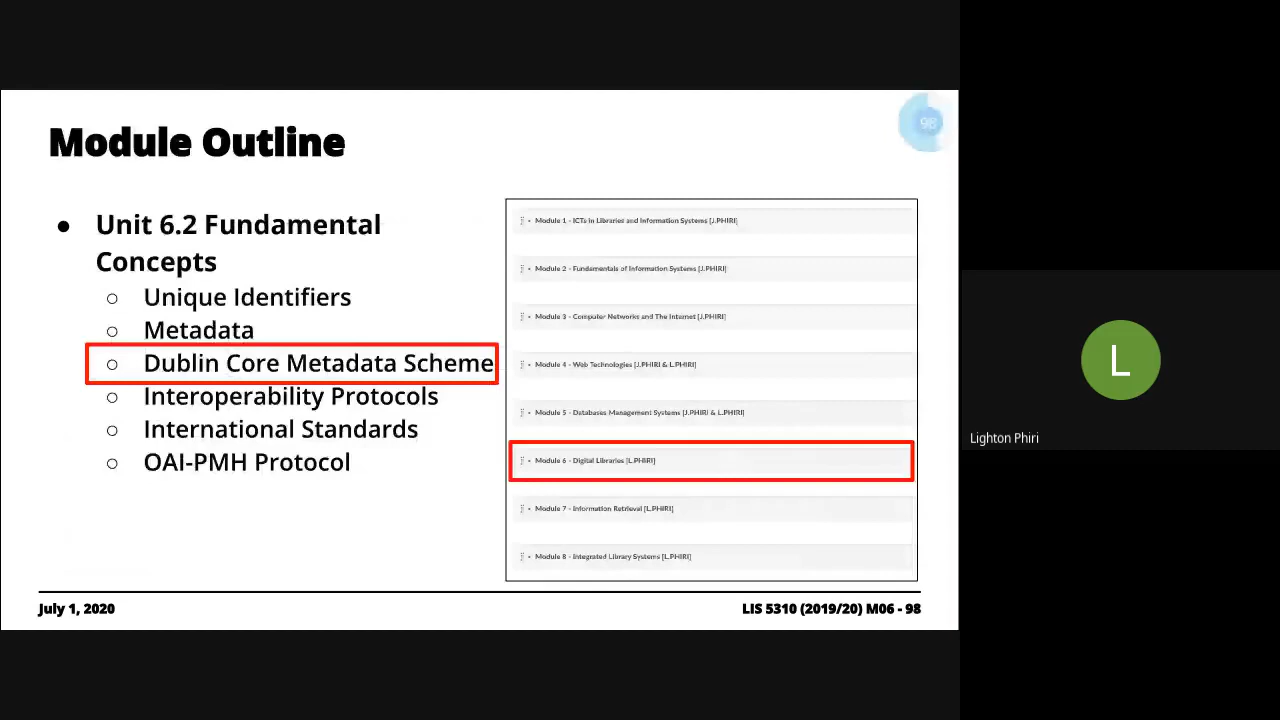 Module Outline
98
● Unit 6.2 Fundamental
Concepts
○ Unique Identifiers
○ Metadata
○ Dublin Core Metadata Scheme
○ Interoperability Protocols
○ International Standards
○ OAI-PMH Protocol
Module 1 - ICTs in Libraries and Information Systems [J.PHIRI]
Module 2 - Fundamentals of Information Systems [J.PHIRI]
Module 3 - Computer Networks and The Internet [J.PHIRI]
Module 4 - Web Technologies [J.PHIRI & L.PHIRI]
Module 5 - Databases Management Systems [J.PHIRI & L.PHIRI]
Module 6 - Digital Libraries [L.PHIRI]
Module 7 - Information Retrieval [L.PHIRI]
Module 8 - Integrated Library Systems [L.PHIRI]
July 1, 2020
LIS 5310 (2019/20) M06 - 98
L
Lighton Phiri